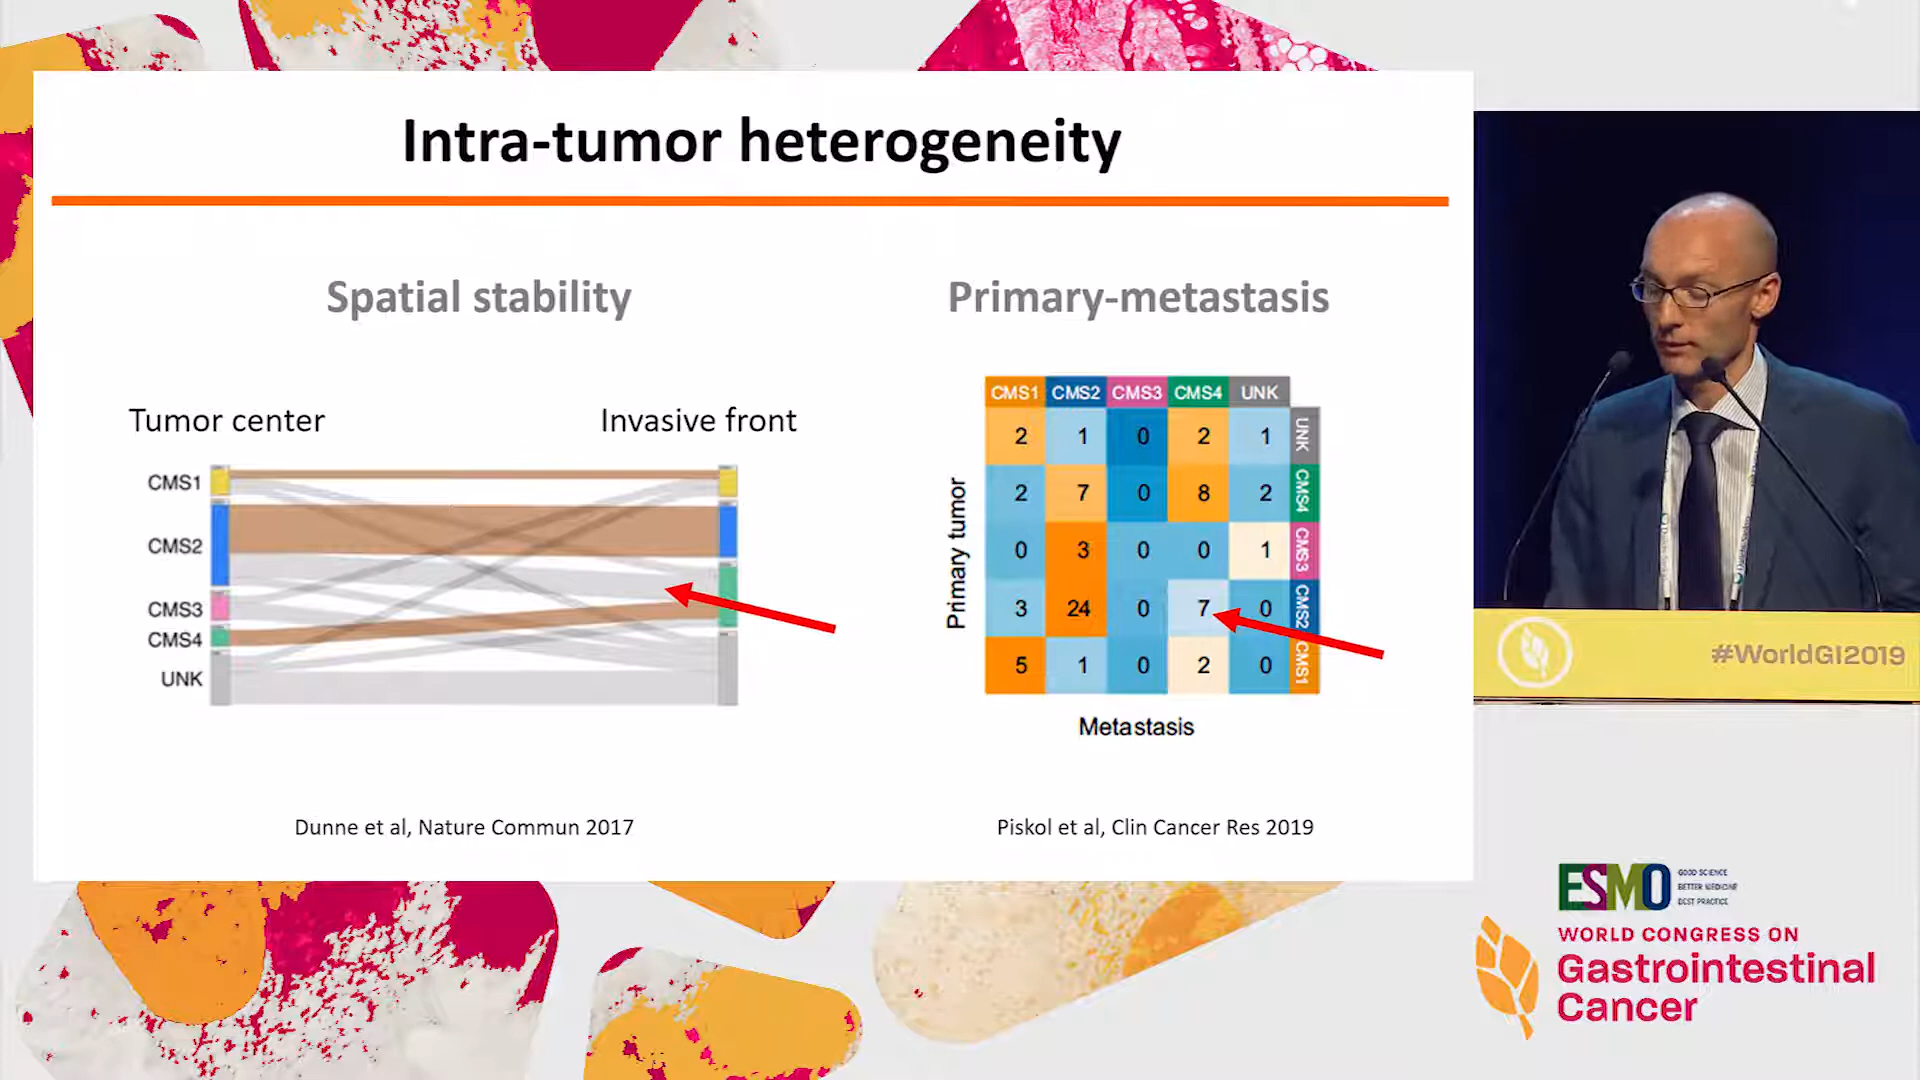 Intra-tumor heterogeneity
Spatial stability
Tumor center
Invasive front
CMS1
CMS2
CMS3
CMS4
UNK
Dunne et al, Nature Commun 2017
Primary-metastasis
CMS1 CMS2 CMS3 CMS4 UNK
2 1 0 2 1 UNK
2 7 0 8 2 CMS4
0 3 0 0 1 CMS3
3 24 0 7 0 CMS2
5 1 0 2 0 CMS1
Primary tumor
Metastasis
Piskol et al, Clin Cancer Res 2019
#WorldGI2019
ESMO
GOOD SCIENCE
BETTER MEDICINE
BEST PRACTICE
WORLD CONGRESS ON
Gastrointestinal
Cancer